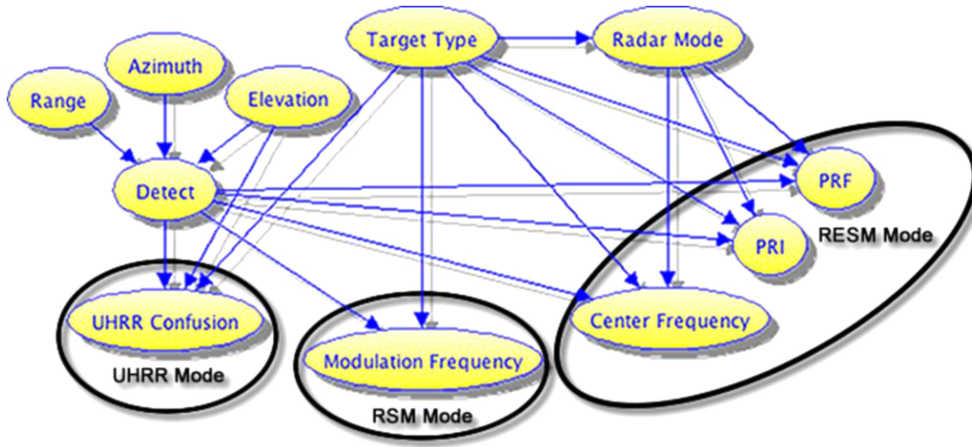 Target Type
Radar Mode
Azimuth
Range
Elevation
Detect
PRF
PRI
RESM Mode
UHRR Confusion
Center Frequency
Modulation Frequency
UHRR Mode
RSM Mode